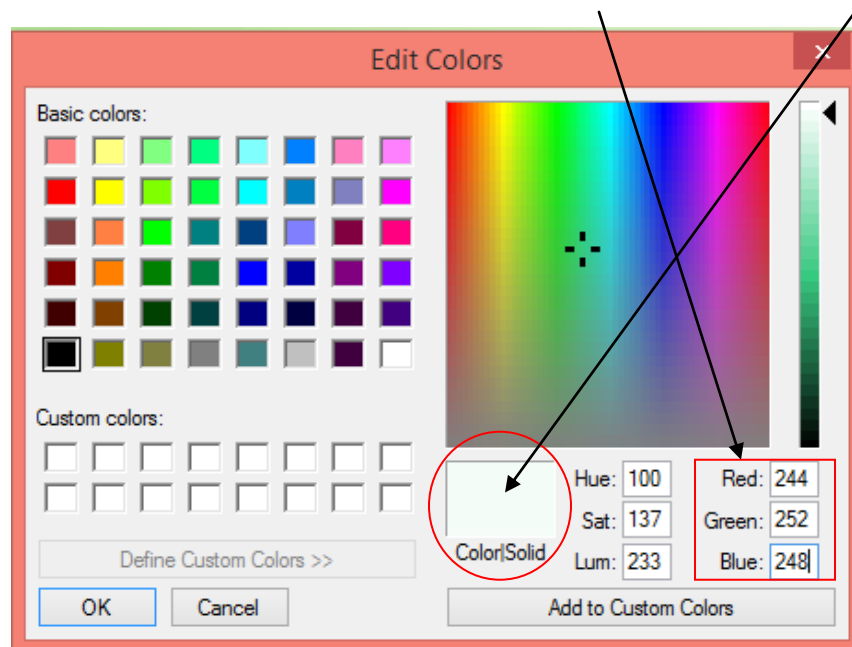 Edit Colors
x
Basic colors:
Custom colors:
Define Custom Colors >>
OK
Cancel
Color|Solid
Hue: 100
Sat: 137
Lum: 233
Red: 244
Green: 252
Blue: 248
Add to Custom Colors